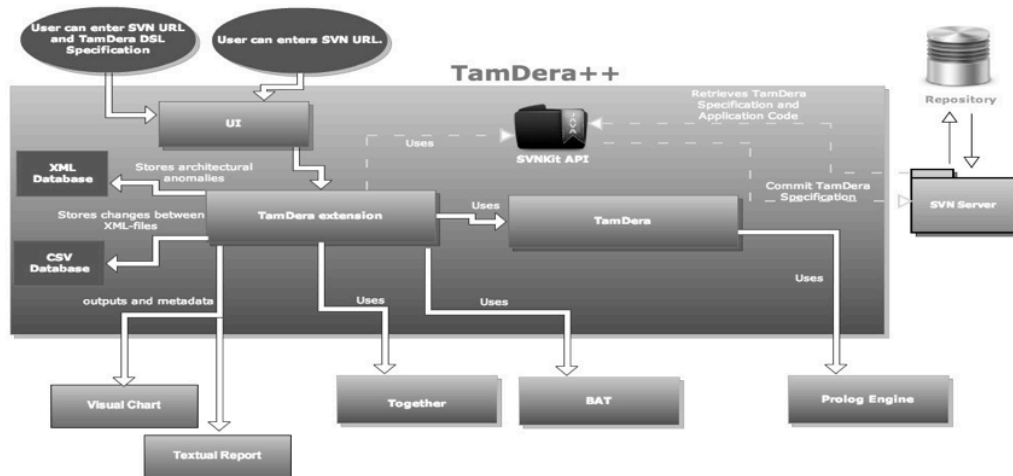 User can enter SVN URL
and TamDera DSL
Specification
User can enters SVN URL.
TamDera++
Repository
UI
Uses
SVNKit API
Retrieves TamDera
Specification and
Application Code
XML
Database
Stores architectural
anomalies
TamDera extension
Uses
TamDera
Commit TamDera
Specification
SVN Server
Stores changes between
XML-files
CSV
Database
outputs and metadata
Uses
Uses
Uses
Visual Chart
Textual Report
Together
BAT
Prolog Engine